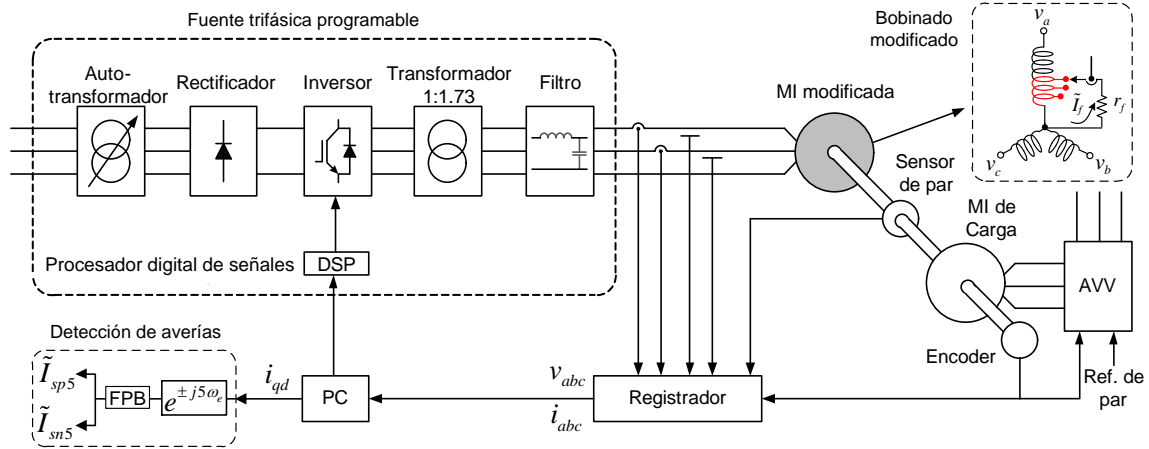 Fuente trifásica programable
Auto-
transformador
Rectificador
Inversor
Transformador
1:1.73
Filtro
Procesador digital de señales
DSP
MI modificada
Bobinado
modificado
v_a
Ĩ_f
r_f
v_c
v_b
Sensor
de par
MI de
Carga
AVV
Encoder
Ref. de
par
Detección de averías
Ĩ_sp5
Ĩ_sn5
FPB
e^±j5ω_e
i_qd
PC
v_abc
i_abc
Registrador